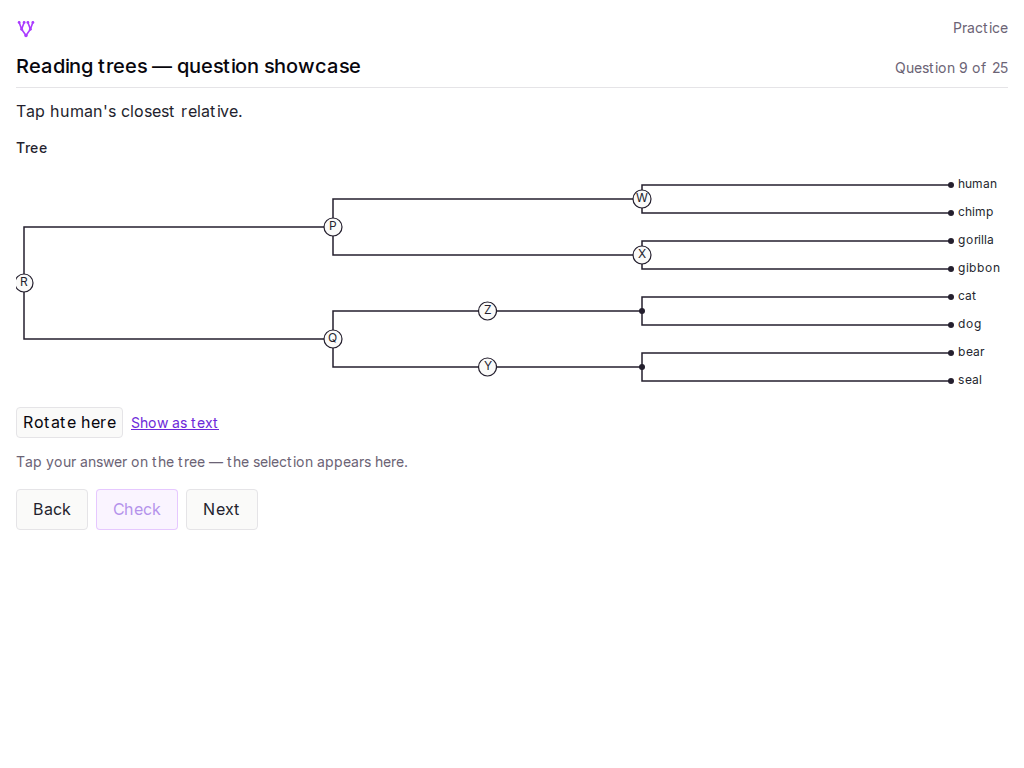 Practice
Reading trees — question showcase
Question 9 of 25
Tap human's closest relative.
Tree
human
W
chimp
P
gorilla
X
gibbon
R
cat
Z
dog
Q
bear
Y
seal
Rotate here
Show as text
Tap your answer on the tree — the selection appears here.
Back
Check
Next